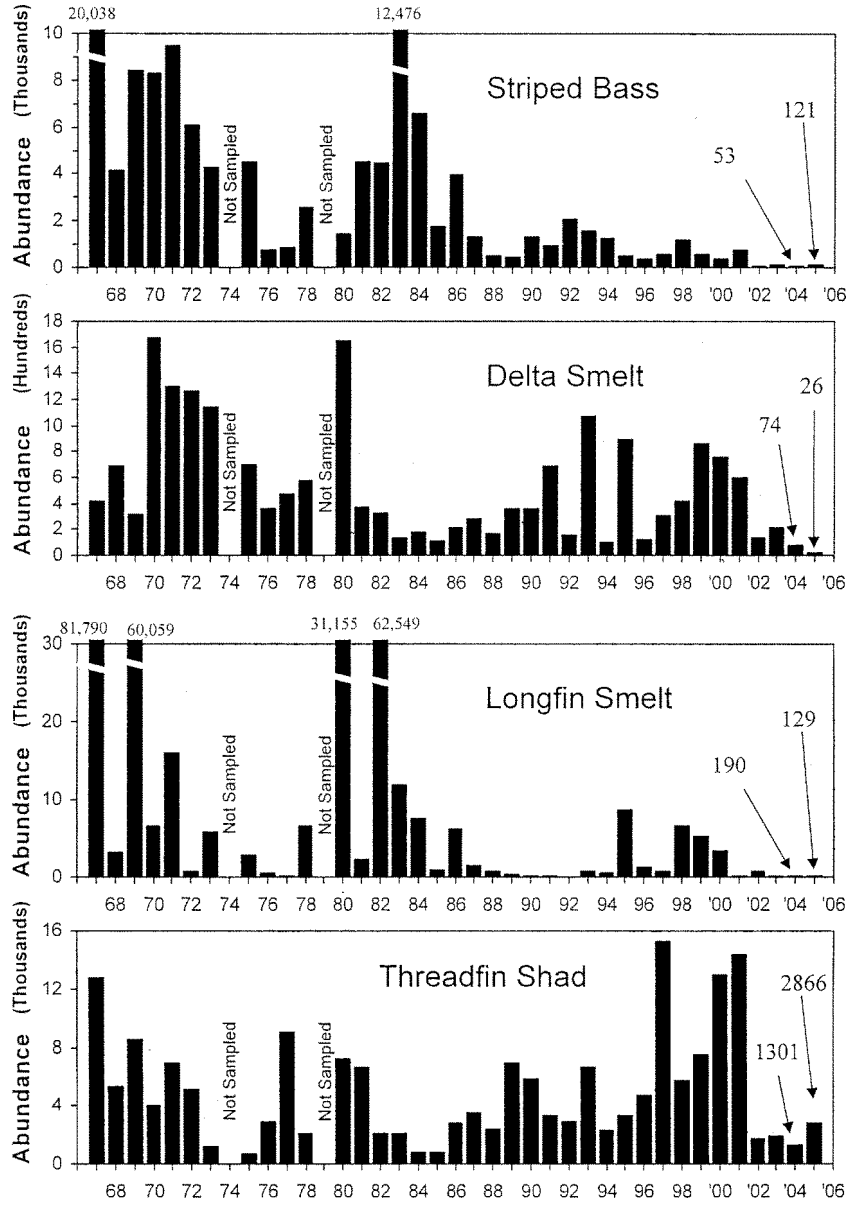 20,038 12,476
Abundance (Thousands)
10
8
6
4
2
0
Striped Bass
Not Sampled
Not Sampled
53
121
68 70 72 74 76 78 80 82 84 86 88 90 92 94 96 98 '00 '02 '04 '06
Abundance (Hundreds)
18
16
14
12
10
8
6
4
2
0
Delta Smelt
Not Sampled
Not Sampled
74
26
68 70 72 74 76 78 80 82 84 86 88 90 92 94 96 98 '00 '02 '04 '06
81,790 60,059 31,155 62,549
Abundance (Thousands)
30
20
10
0
Longfin Smelt
Not Sampled
Not Sampled
190
129
68 70 72 74 76 78 80 82 84 86 88 90 92 94 96 98 '00 '02 '04 '06
Abundance (Thousands)
16
12
8
4
0
Threadfin Shad
Not Sampled
Not Sampled
1301
2866
68 70 72 74 76 78 80 82 84 86 88 90 92 94 96 98 '00 '02 '04 '06